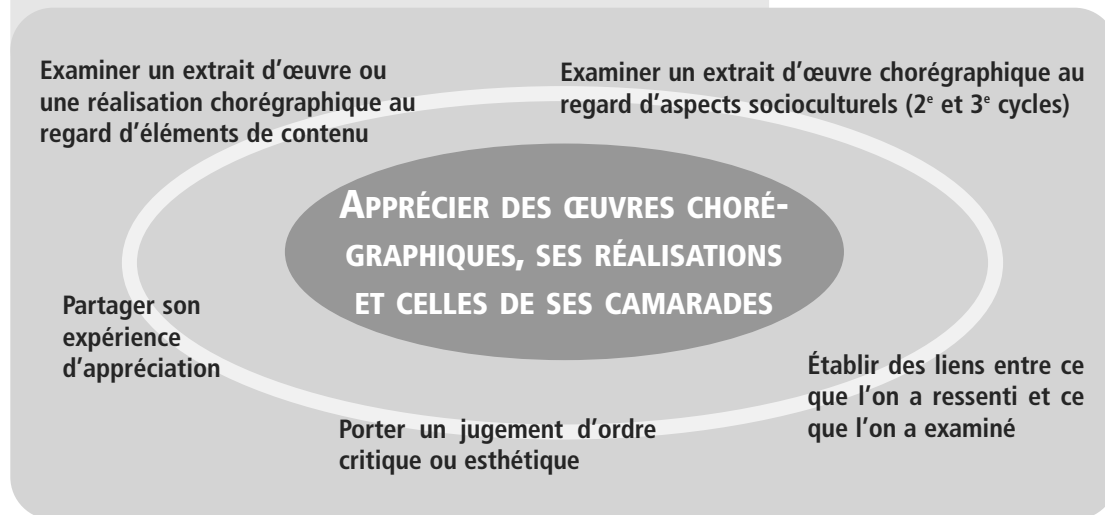 Examiner un extrait d’œuvre ou
une réalisation chorégraphique au
regard d’éléments de contenu
Examiner un extrait d’œuvre chorégraphique au
regard d’aspects socioculturels (2e et 3e cycles)
APPRÉCIER DES ŒUVRES CHORÉ-
GRAPHIQUES, SES RÉALISATIONS
ET CELLES DE SES CAMARADES
Partager son
expérience
d’appréciation
Établir des liens entre ce
que l’on a ressenti et ce
que l’on a examiné
Porter un jugement d’ordre
critique ou esthétique